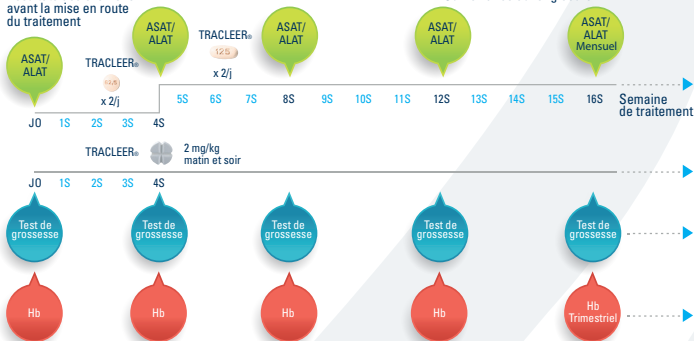 avant la mise en route
du traitement
ASAT/
ALAT
TRACLEER®
x 2/j
ASAT/
ALAT
TRACLEER®
125
x 2/j
ASAT/
ALAT
ASAT/
ALAT
ASAT/
ALAT
Mensuel
5S 6S 7S 8S 9S 10S 11S 12S 13S 14S 15S 16S
Semaine
de traitement
JO 1S 2S 3S 4S
TRACLEER®
2 mg/kg
matin et soir
JO 1S 2S 3S 4S
Test de
grossesse
Test de
grossesse
Test de
grossesse
Test de
grossesse
Test de
grossesse
Hb
Hb
Hb
Hb
Hb
Trimestriel